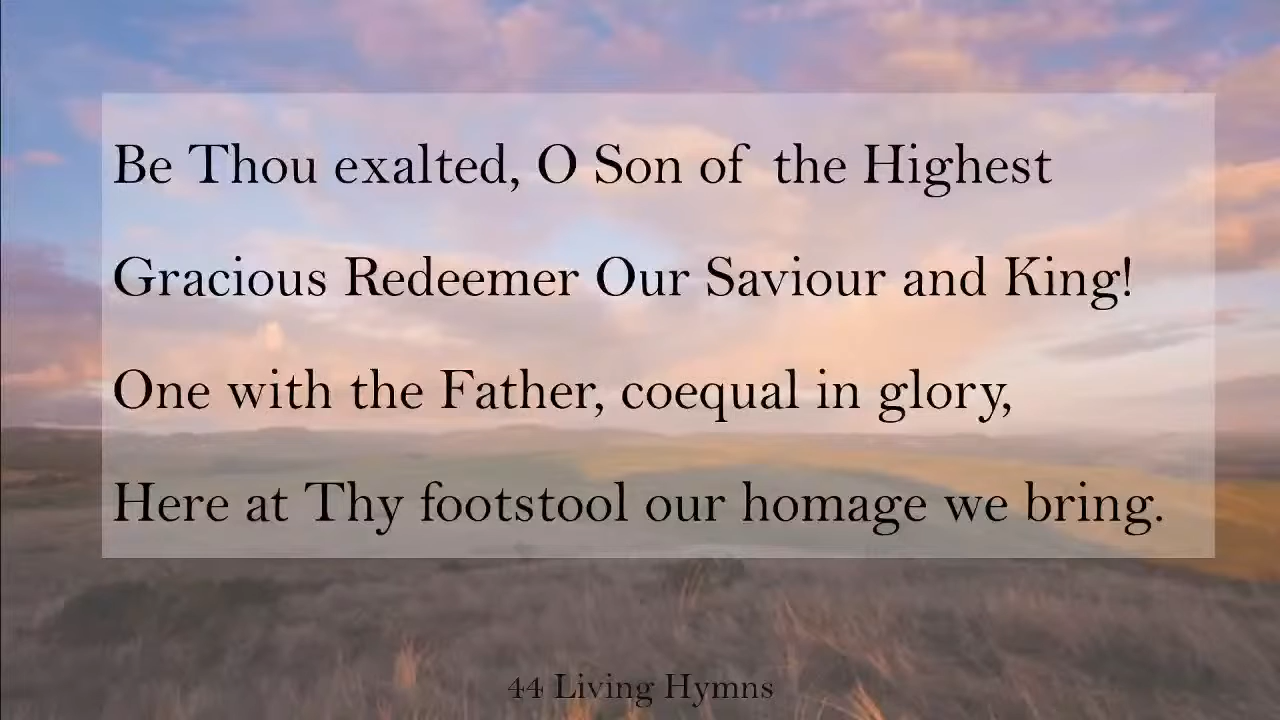 Be Thou exalted, O Son of the Highest
Gracious Redeemer Our Saviour and King!
One with the Father, coequal in glory,
Here at Thy footstool our homage we bring.
44 Living Hymns